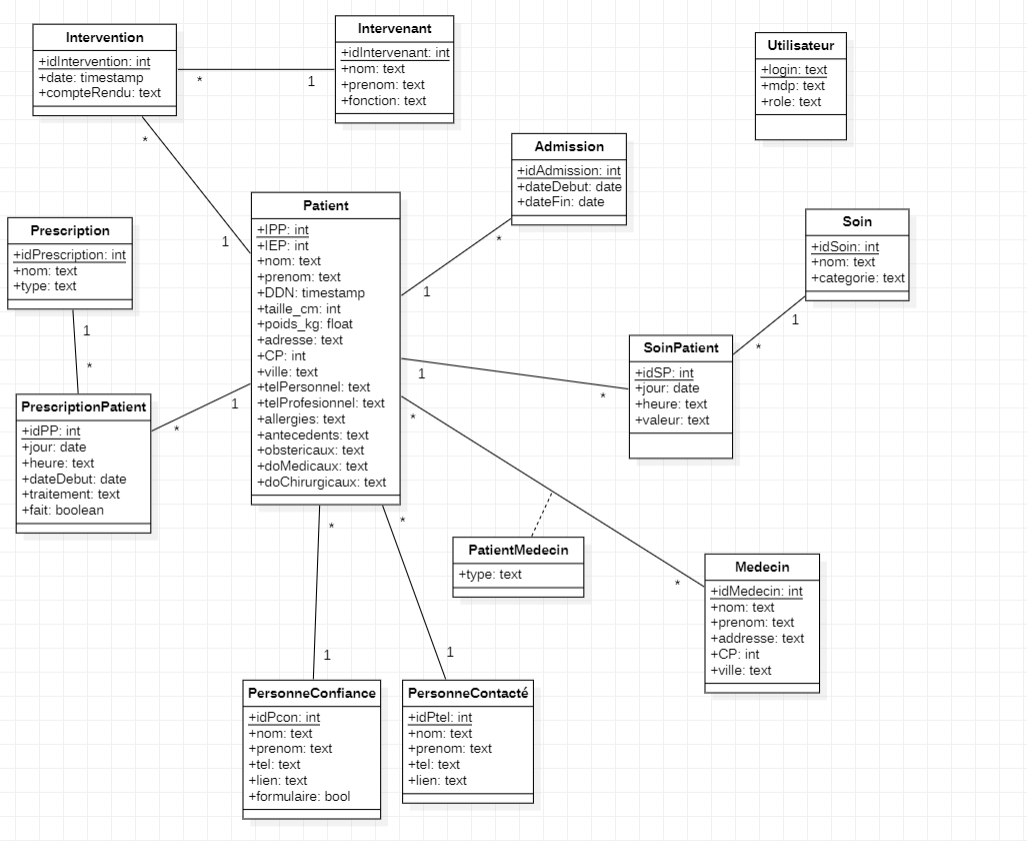 Intervention
+idIntervention: int
+date: timestamp
+compteRendu: text
*
1
Intervenant
+idIntervenant: int
+nom: text
+prenom: text
+fonction: text
Utilisateur
+login: text
+mdp: text
+role: text
*
1
Admission
+idAdmission: int
+dateDebut: date
+dateFin: date
*
1
Patient
+IPP: int
+IEP: int
+nom: text
+prenom: text
+DDN: timestamp
+taille_cm: int
+poids_kg: float
+adresse: text
+CP: int
+ville: text
+telPersonnel: text
+telProfesionnel: text
+allergies: text
+antecedents: text
+obstericaux: text
+doMedicaux: text
+doChirurgicaux: text
Prescription
+idPrescription: int
+nom: text
+type: text
1
*
Soin
+idSoin: int
+nom: text
+categorie: text
1
*
SoinPatient
+idSP: int
+jour: date
+heure: text
+valeur: text
1
*
PrescriptionPatient
+idPP: int
+jour: date
+heure: text
+dateDebut: date
+traitement: text
+fait: boolean
1
*
*
*
PatientMedecin
+type: text
Medecin
+idMedecin: int
+nom: text
+prenom: text
+addresse: text
+CP: int
+ville: text
*
1
*
1
PersonneConfiance
+idPcon: int
+nom: text
+prenom: text
+tel: text
+lien: text
+formulaire: bool
PersonneContacté
+idPtel: int
+nom: text
+prenom: text
+tel: text
+lien: text